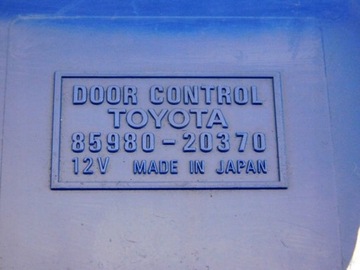 DOOR CONTROL
TOYOTA
85980-20370
12V MADE IN JAPAN